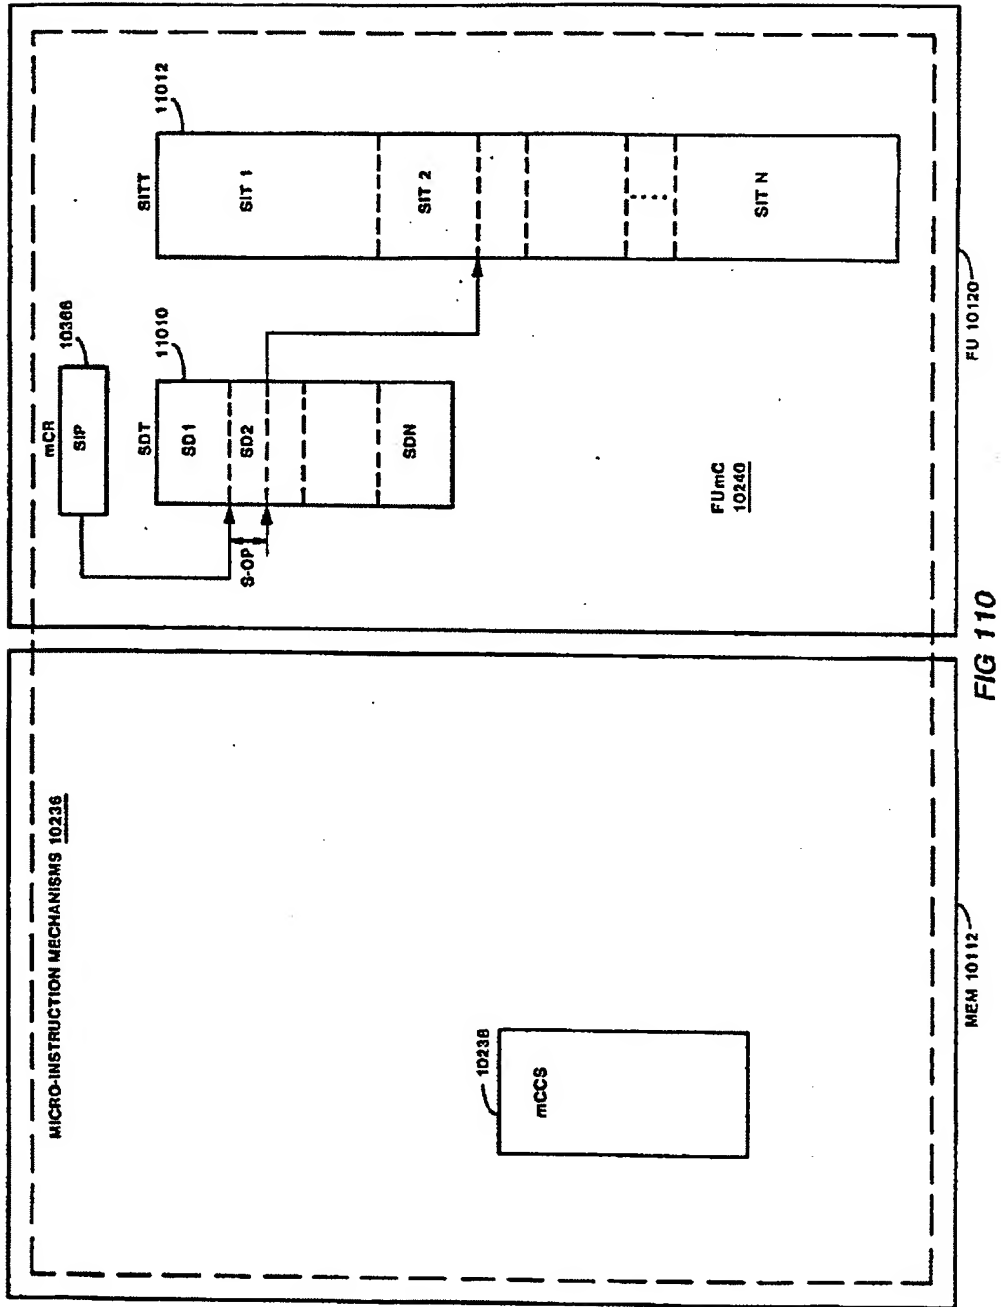 MICRO-INSTRUCTION MECHANISMS 10236
10238
mCCS
MEM 10112
mCR
SIP
10366
SDT
11010
SD1
SD2
SDN
S-OP
SITT
11012
SIT 1
SIT 2
SIT N
FUmC
10240
FU 10120
FIG 110